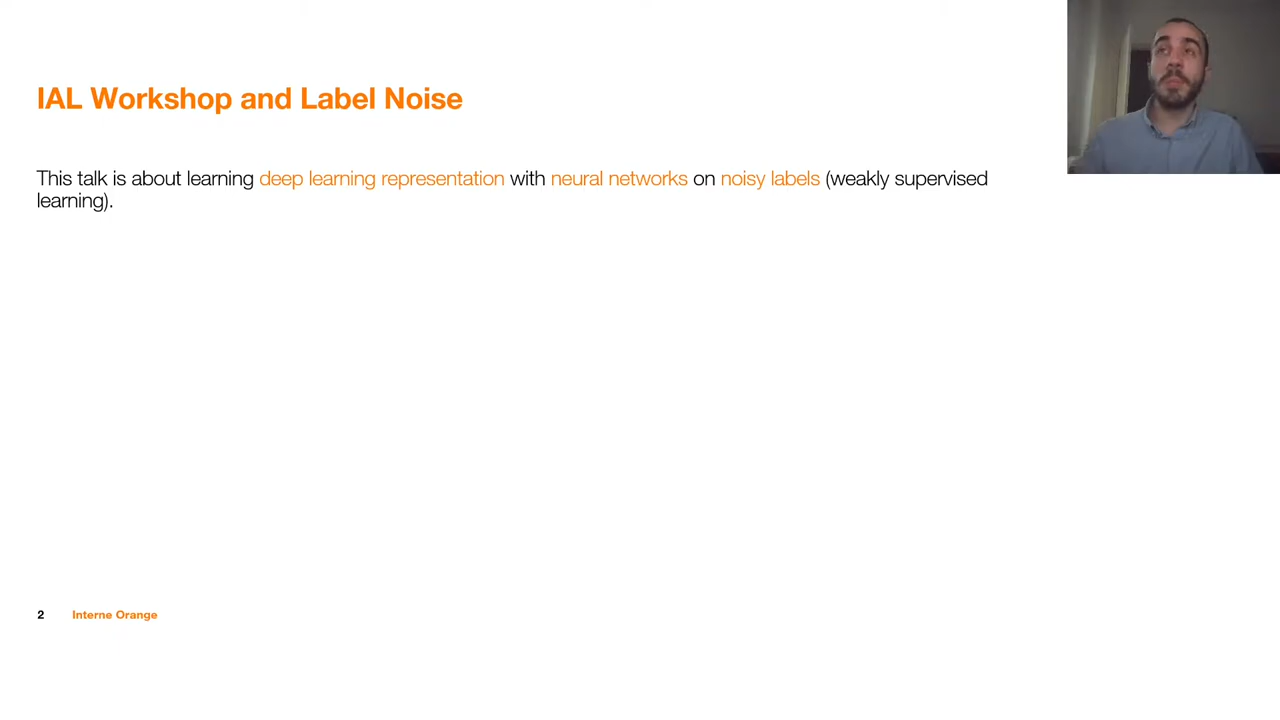 IAL Workshop and Label Noise
This talk is about learning deep learning representation with neural networks on noisy labels (weakly supervised
learning).
2 Interne Orange